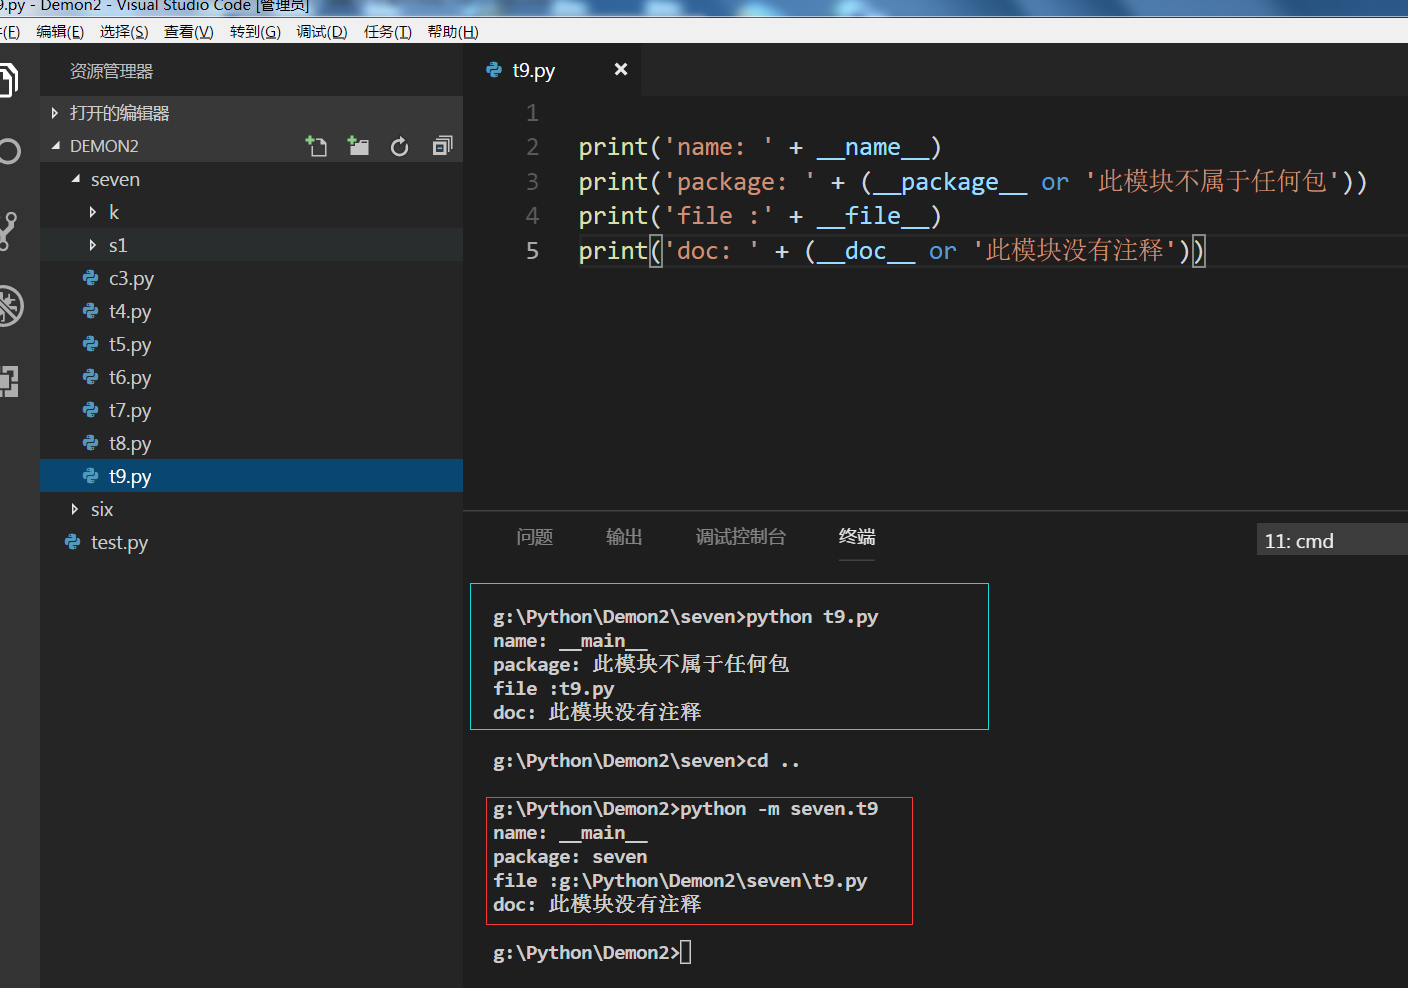 9.py - Demon2 - Visual Studio Code [管理员]
(F) 编辑(E) 选择(S) 查看(V) 转到(G) 调试(D) 任务(T) 帮助(H)
资源管理器
打开的编辑器
DEMON2
seven
k
s1
c3.py
t4.py
t5.py
t6.py
t7.py
t8.py
t9.py
six
test.py
t9.py
1
2 print('name: ' + __name__)
3 print('package: ' + (__package__ or '此模块不属于任何包'))
4 print('file :' + __file__)
5 print('doc: ' + (__doc__ or '此模块没有注释'))
问题 输出 调试控制台 终端
11: cmd
g:\Python\Demon2\seven>python t9.py
name: __main__
package: 此模块不属于任何包
file :t9.py
doc: 此模块没有注释
g:\Python\Demon2\seven>cd ..
g:\Python\Demon2>python -m seven.t9
name: __main__
package: seven
file :g:\Python\Demon2\seven\t9.py
doc: 此模块没有注释
g:\Python\Demon2>